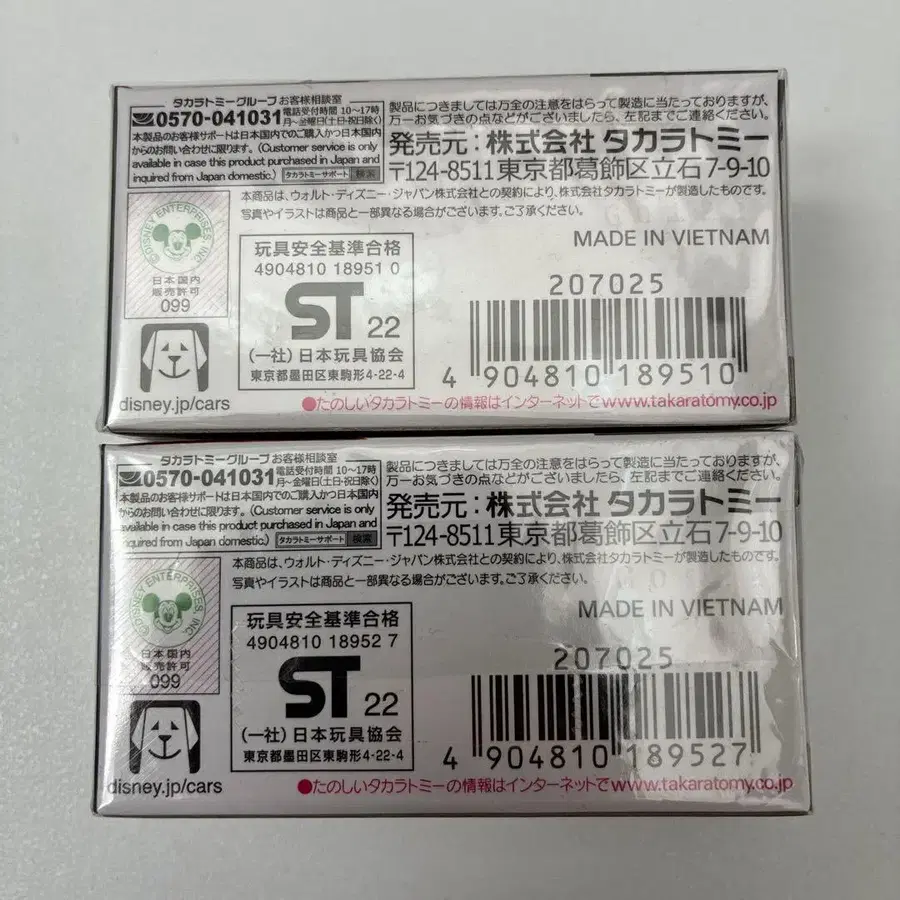 タカラトミーグループ お客様相談室
0570-041031 電話受付時間 10〜17時
月〜金曜日(土日・祝日除く)
本製品のお客様サポートは日本国内でのご購入かつ日本国内
からのお問い合わせに限ります。(Customer service is only
available in case this product purchased in Japan and
inquired from Japan domestic.) タカラトミーサポート 検索
製品につきましては万全の注意をはらって製造に当たっておりますが、
万一お気づきの点などがございましたら、左記までご連絡ください。
発売元:株式会社 タカラトミー
〒124-8511 東京都葛飾区立石7-9-10
本商品は、ウォルト・ディズニー・ジャパン株式会社との契約により、株式会社タカラトミーが製造したものです。
写真やイラストは商品と一部異なる場合がございます。ご了承ください。
©DISNEY ENTERPRISES, INC
日本国内
販売許可
099
玩具安全基準合格
4904810 18951 0
ST 22
(一社)日本玩具協会
東京都墨田区東駒形4-22-4
MADE IN VIETNAM
207025
4 904810 189510
disney.jp/cars
●たのしいタカラトミーの情報はインターネットで www.takaratomy.co.jp
タカラトミーグループ お客様相談室
0570-041031 電話受付時間 10〜17時
月〜金曜日(土日・祝日除く)
本製品のお客様サポートは日本国内でのご購入かつ日本国内
からのお問い合わせに限ります。(Customer service is only
available in case this product purchased in Japan and
inquired from Japan domestic.) タカラトミーサポート 検索
製品につきましては万全の注意をはらって製造に当たっておりますが、
万一お気づきの点などがございましたら、左記までご連絡ください。
発売元:株式会社 タカラトミー
〒124-8511 東京都葛飾区立石7-9-10
本商品は、ウォルト・ディズニー・ジャパン株式会社との契約により、株式会社タカラトミーが製造したものです。
写真やイラストは商品と一部異なる場合がございます。ご了承ください。
©DISNEY ENTERPRISES, INC
日本国内
販売許可
099
玩具安全基準合格
4904810 18952 7
ST 22
(一社)日本玩具協会
東京都墨田区東駒形4-22-4
MADE IN VIETNAM
207025
4 904810 189527
disney.jp/cars
●たのしいタカラトミーの情報はインターネットで www.takaratomy.co.jp